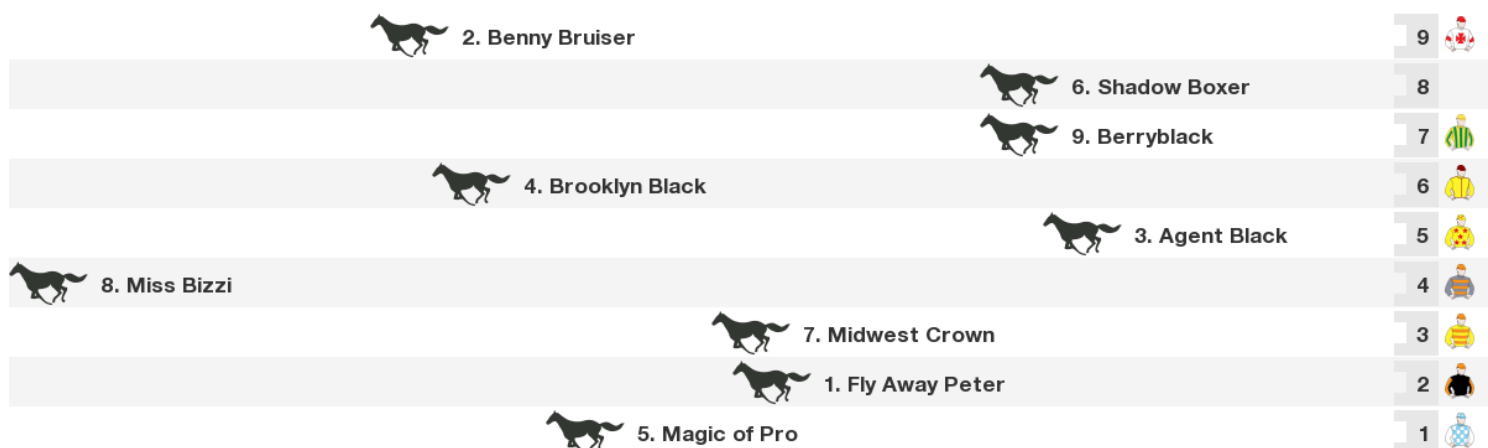 2. Benny Bruiser 9
6. Shadow Boxer 8
9. Berryblack 7
4. Brooklyn Black 6
3. Agent Black 5
8. Miss Bizzi 4
7. Midwest Crown 3
1. Fly Away Peter 2
5. Magic of Pro 1